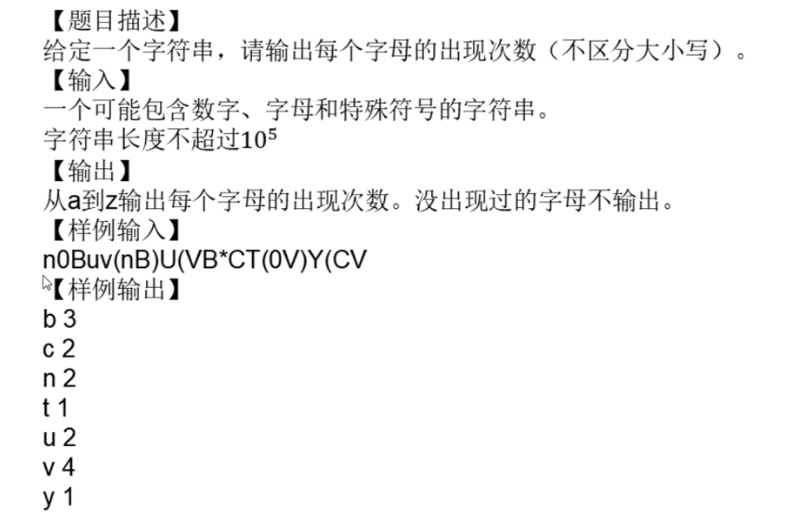 【题目描述】
给定一个字符串，请输出每个字母的出现次数（不区分大小写）。
【输入】
一个可能包含数字、字母和特殊符号的字符串。
字符串长度不超过10⁵
【输出】
从a到z输出每个字母的出现次数。没出现过的字母不输出。
【样例输入】
n0Buv(nB)U(VB*CT(0V)Y(CV
【样例输出】
b 3
c 2
n 2
t 1
u 2
v 4
y 1